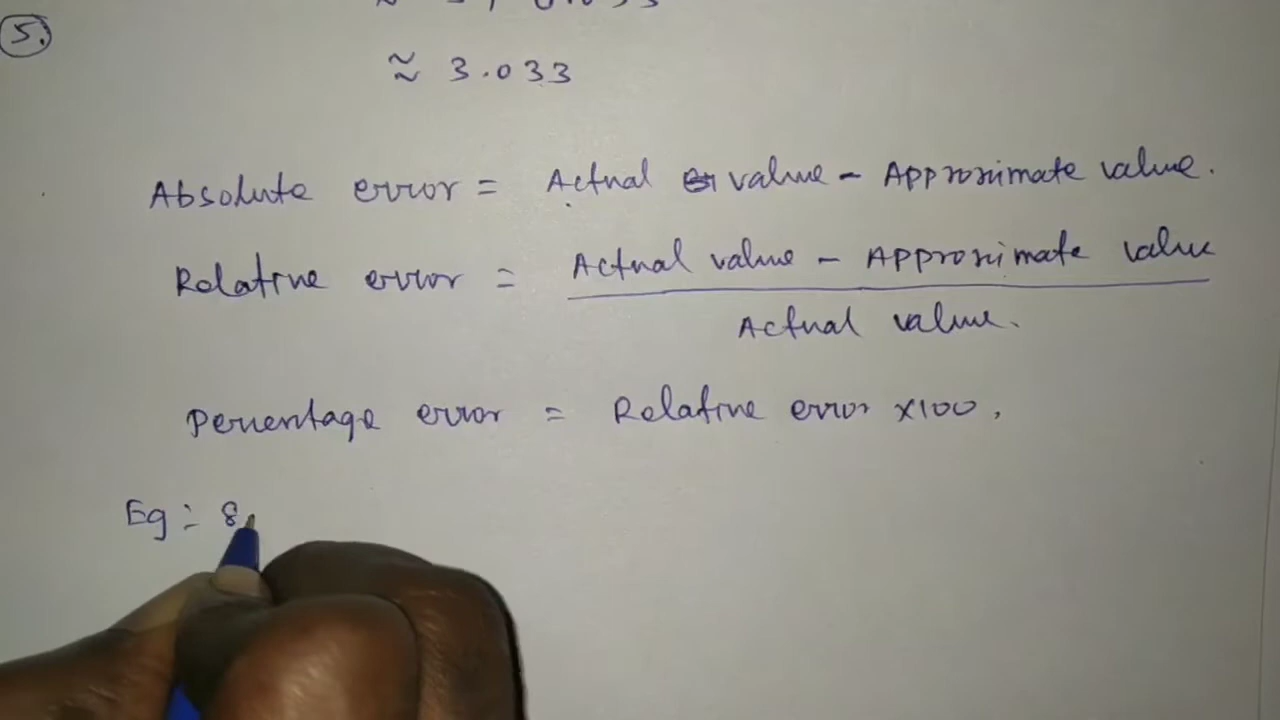 5.
≈ 3.033
Absolute error = Actual value - Approximate value.
Relative error = Actual value - Approximate value
Actual value.
Percentage error = Relative error ×100,
Eg:- 8